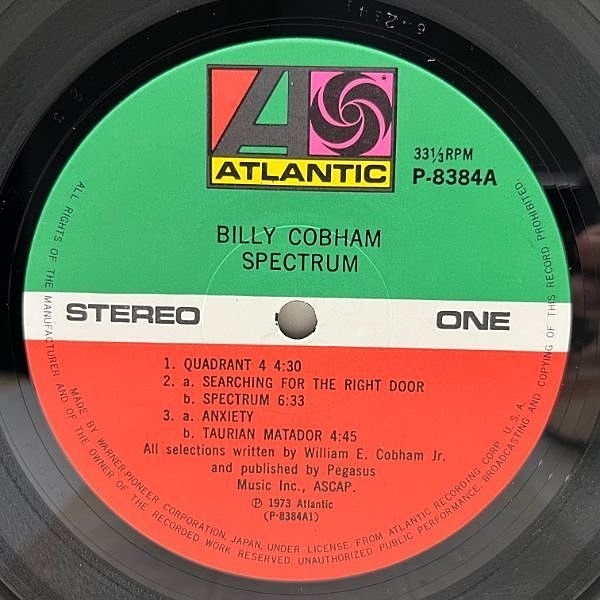 ATLANTIC
33⅓RPM
P-8384A
BILLY COBHAM
SPECTRUM
STEREO
ONE
1. QUADRANT 4 4:30
2. a. SEARCHING FOR THE RIGHT DOOR
b. SPECTRUM 6:33
3. a. ANXIETY
b. TAURIAN MATADOR 4:45
All selections written by William E. Cobham Jr.
and published by Pegasus
Music Inc., ASCAP.
℗ 1973 Atlantic
(P-8384A1)
MADE BY WARNER-PIONEER CORPORATION, JAPAN, UNDER LICENSE FROM ATLANTIC RECORDING CORP. U.S.A.
ALL RIGHTS OF THE MANUFACTURER AND OF THE OWNER OF THE RECORDED WORK RESERVED. UNAUTHORIZED PUBLIC PERFORMANCE, BROADCASTING AND COPYING OF THIS RECORD PROHIBITED.